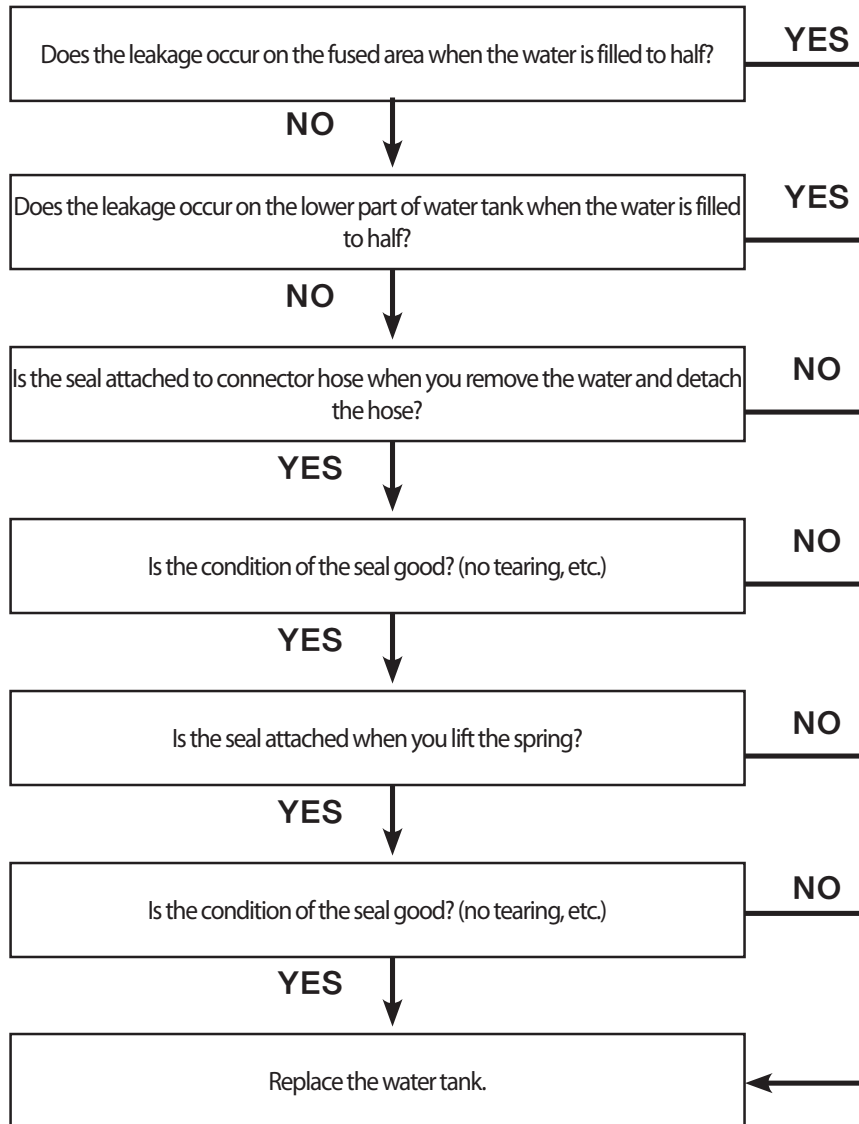 Does the leakage occur on the fused area when the water is filled to half?
YES
NO
Does the leakage occur on the lower part of water tank when the water is filled
to half?
YES
NO
Is the seal attached to connector hose when you remove the water and detach
the hose?
NO
YES
Is the condition of the seal good? (no tearing, etc.)
NO
YES
Is the seal attached when you lift the spring?
NO
YES
Is the condition of the seal good? (no tearing, etc.)
NO
YES
Replace the water tank.